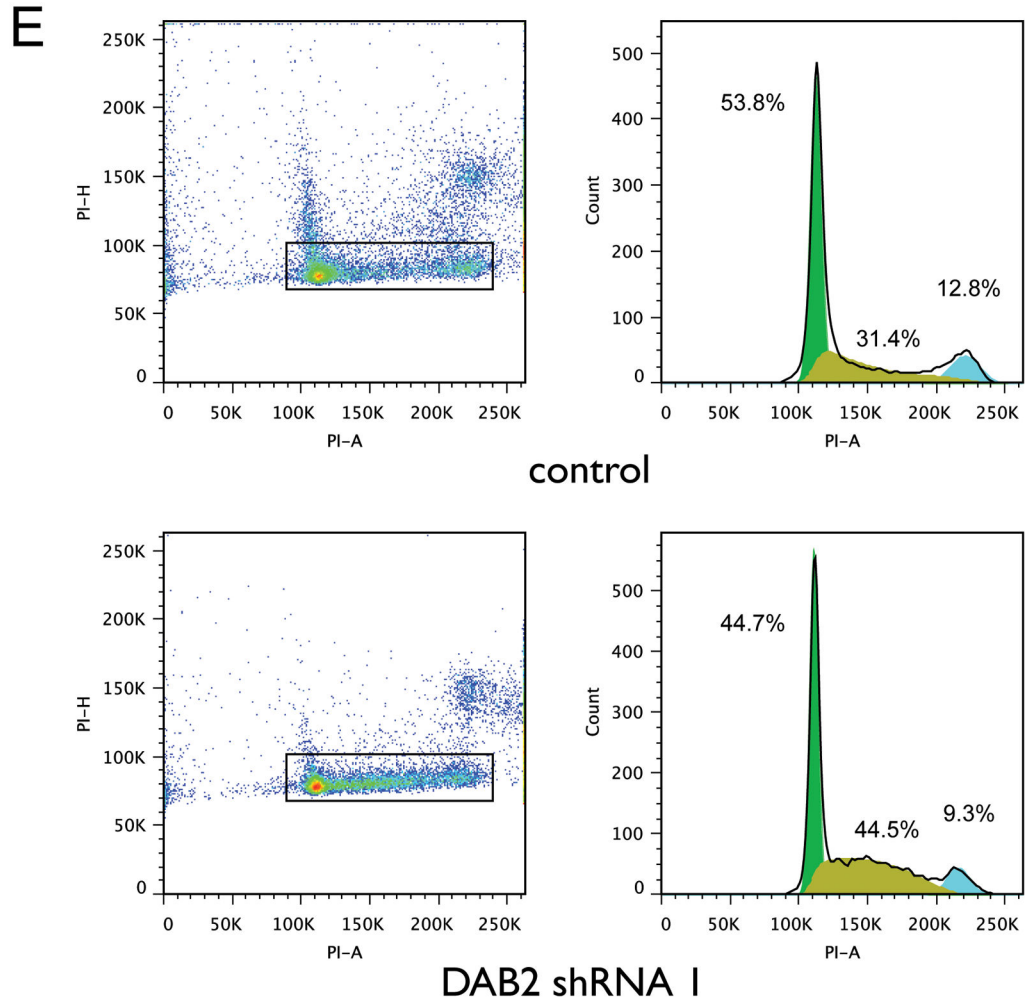 E
250K
200K
150K
100K
50K
0
PI-H
0 50K 100K 150K 200K 250K
PI-A
500
400
300
200
100
0
Count
53.8%
31.4%
12.8%
0 50K 100K 150K 200K 250K
PI-A
control
250K
200K
150K
100K
50K
0
PI-H
0 50K 100K 150K 200K 250K
PI-A
500
400
300
200
100
0
Count
44.7%
44.5%
9.3%
0 50K 100K 150K 200K 250K
PI-A
DAB2 shRNA 1